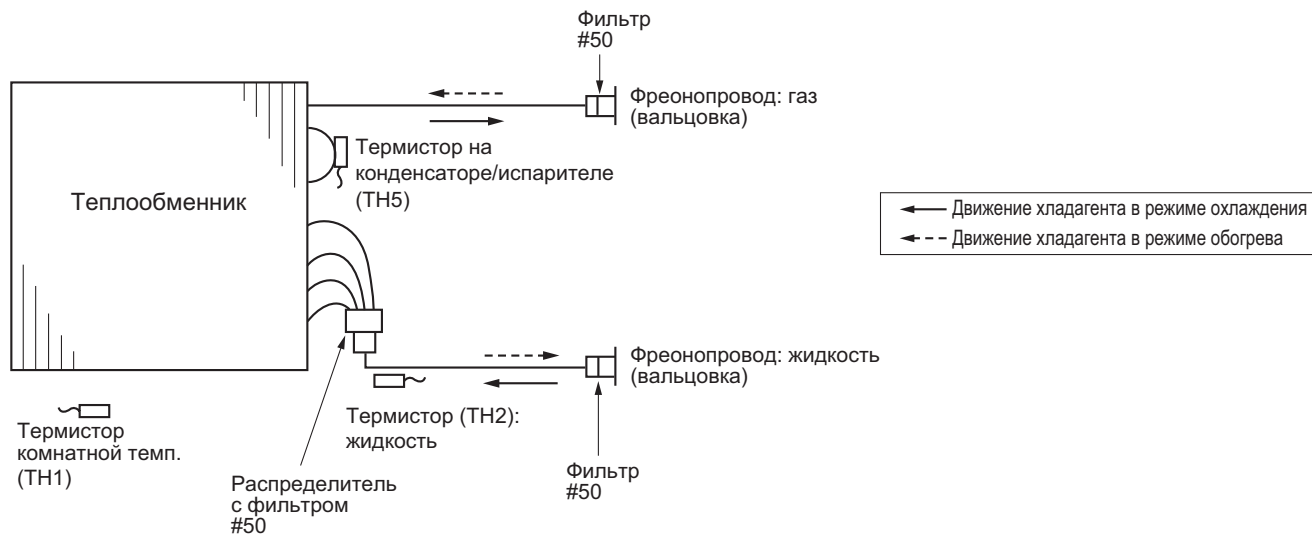 Фильтр
#50
Фреонопровод: газ
(вальцовка)
Термистор на
конденсаторе/испарителе
(TH5)
Теплообменник
Движение хладагента в режиме охлаждения
Движение хладагента в режиме обогрева
Фреонопровод: жидкость
(вальцовка)
Термистор (TH2):
жидкость
Термистор
комнатной темп.
(TH1)
Распределитель
с фильтром
#50
Фильтр
#50